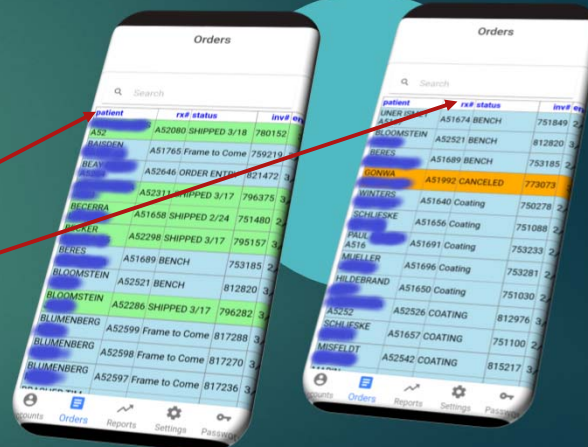 Orders
Search
patient rx# status inv#
A52 A52080 SHIPPED 3/18 780152
BAISDEN A51765 Frame to Come 759219
BEAY A52646 ORDER ENTRY 821472
A52311 SHIPPED 3/17 796375
BECERRA A51658 SHIPPED 2/24 751480
BECKER A52298 SHIPPED 3/17 795157
BERES A51689 BENCH 753185
BLOOMSTEIN A52521 BENCH 812820
BLOOMSTEIN A52286 SHIPPED 3/17 796282
BLUMENBERG A52599 Frame to Come 817288
BLUMENBERG A52598 Frame to Come 817270
BLUMENBERG A52597 Frame to Come 817236
Orders Reports Settings
Orders
Search
patient rx# status inv#
UNER ISMET A51674 BENCH 751849
BLOOMSTEIN A52521 BENCH 812820
BERES A51689 BENCH 753185
GONWA A51992 CANCELED 773073
WINTERS A51640 Coating 750278
SCHLIESKE A51656 Coating 751088
PAUL A516 A51691 Coating 753233
MUELLER A51696 Coating 753281
HILDEBRAND A51650 Coating 751030
A5252 A52526 COATING 812976
SCHLIESKE A51657 COATING 751100
MISFELDT A52542 COATING 815217
Orders Reports Settings